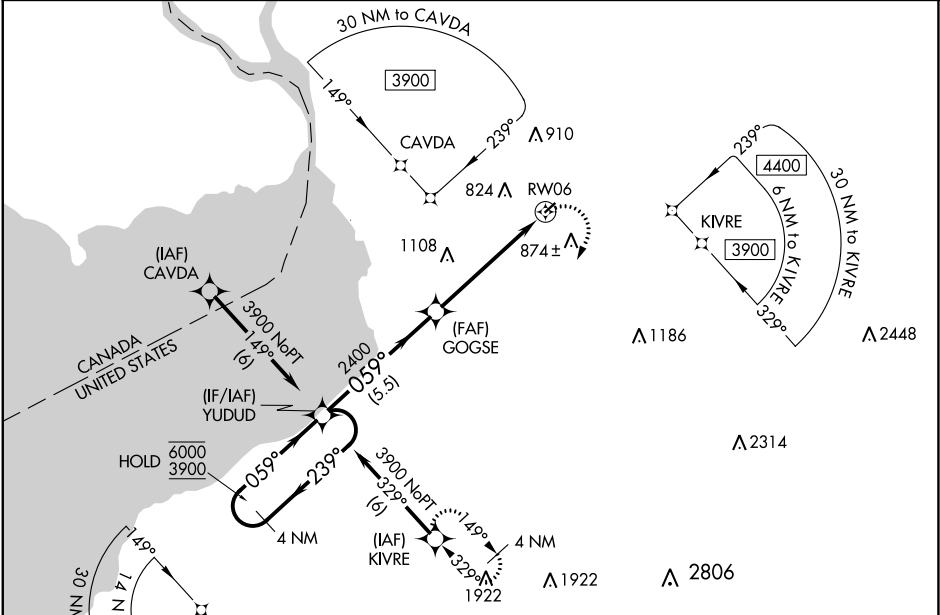 30 NM to CAVDA
3900
149°
239°
CAVDA
910
824
RW06
1108
874±
239°
4400
30 NM to KIVRE
6 NM to KIVRE
KIVRE
3900
329°
(IAF)
CAVDA
3900 NoPT
149°
(6)
CANADA
UNITED STATES
(FAF)
GOGSE
1186
2448
2400
059°
(5.5)
(IF/IAF)
YUDUD
2314
HOLD
6000
3900
059°
239°
4 NM
3900 NoPT
329°
(6)
(IAF)
KIVRE
149°
4 NM
329°
1922
1922
2806
149°
30 NM
14 N